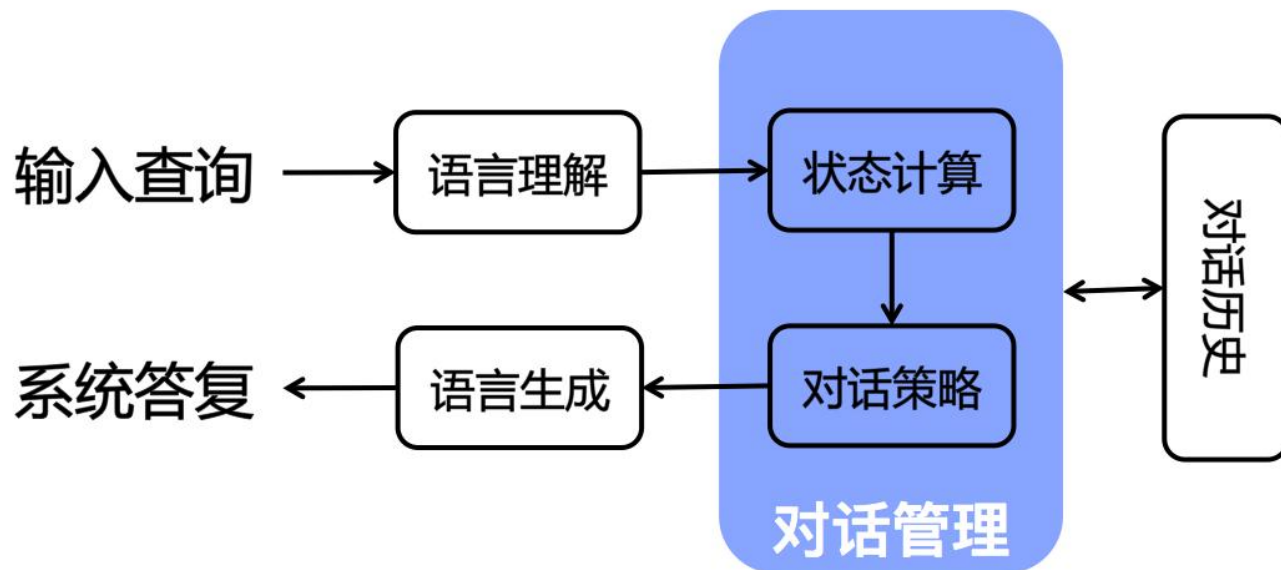 输入查询
语言理解
状态计算
对话历史
系统答复
语言生成
对话策略
对话管理